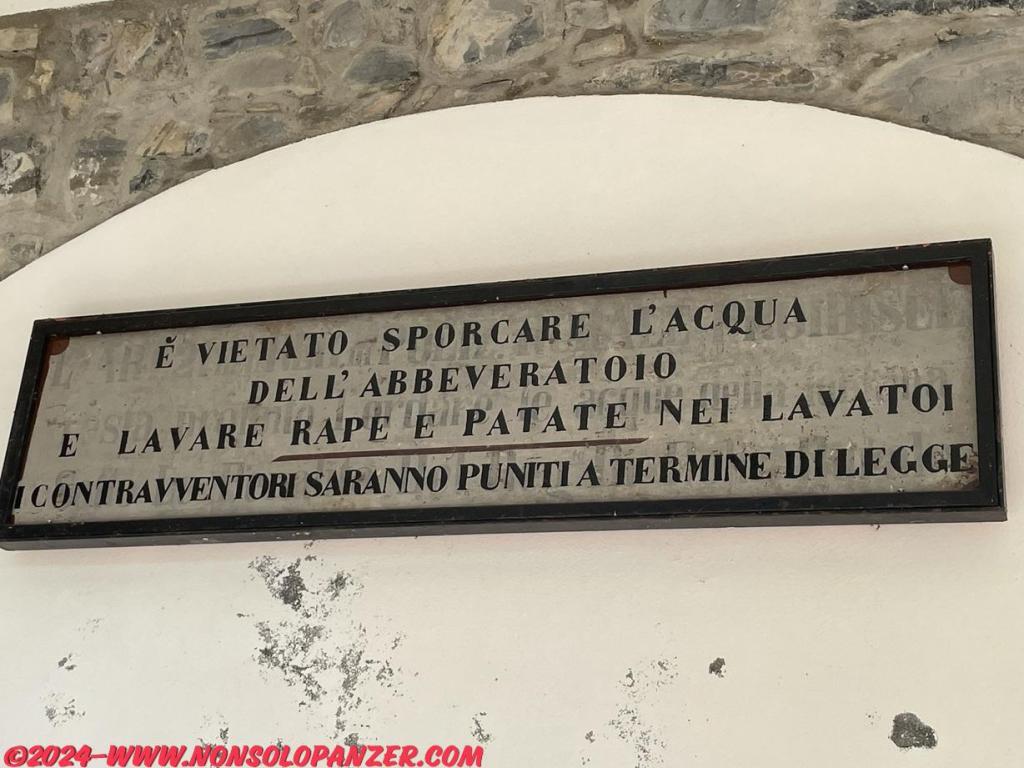 È VIETATO SPORCARE L'ACQUA
DELL'ABBEVERATOIO
E LAVARE RAPE E PATATE NEI LAVATOI
I CONTRAVVENTORI SARANNO PUNITI A TERMINE DI LEGGE
©2024-WWW.NONSOLOPANZER.COM